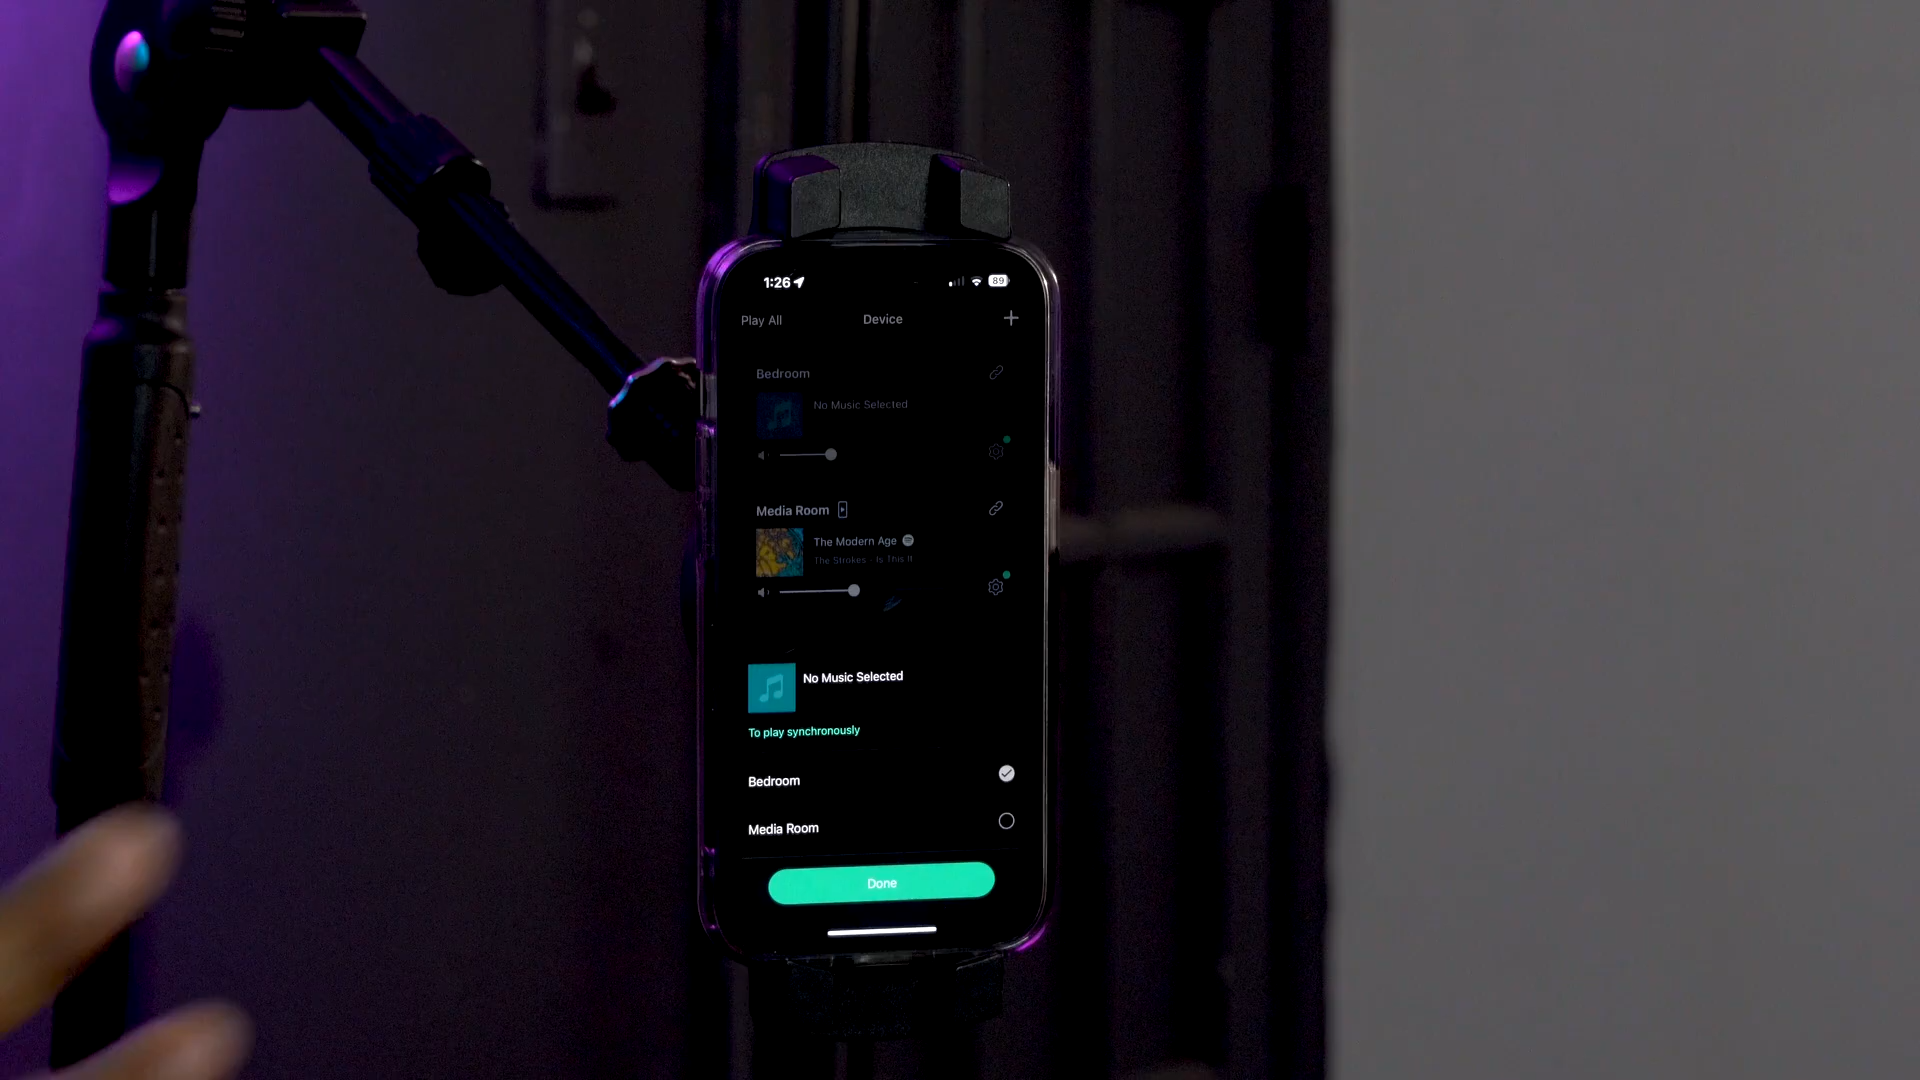 1:26
89
Play All
Device
Bedroom
No Music Selected
Media Room
The Modern Age
The Strokes - Is This It
No Music Selected
To play synchronously
Bedroom
Media Room
Done